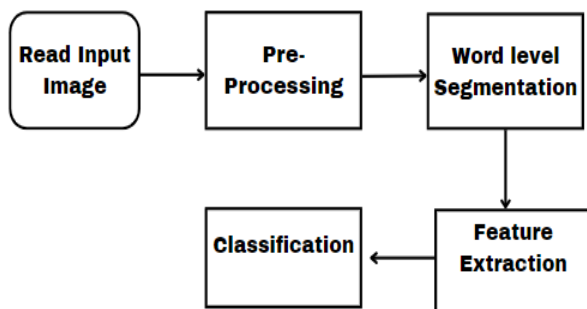 Read Input
Image
Pre-
Processing
Word level
Segmentation
Feature
Extraction
Classification